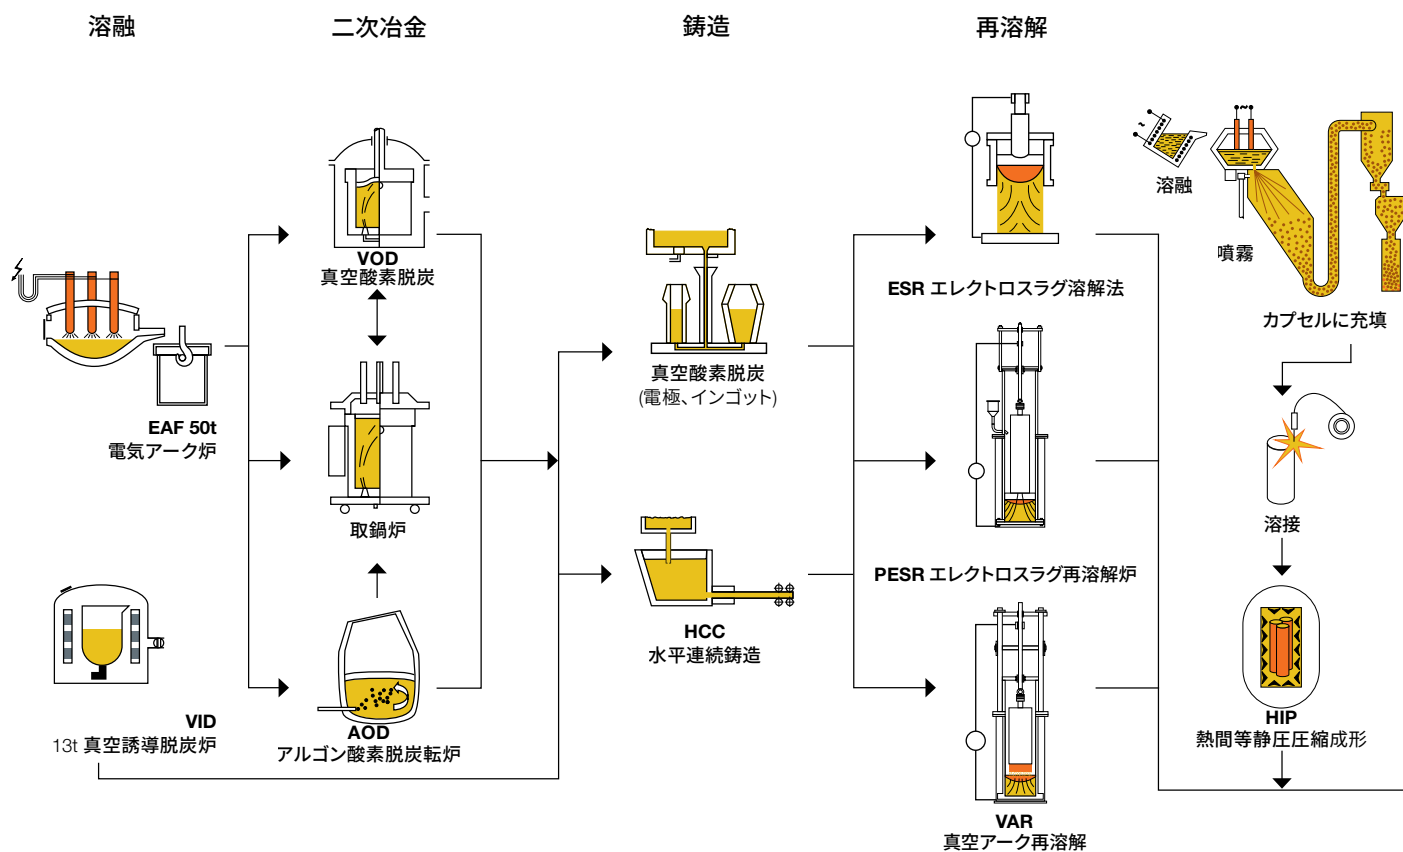 溶融
二次冶金
鋳造
再溶解
VOD
真空酸素脱炭
EAF 50t
電気アーク炉
取鍋炉
VID
13t 真空誘導脱炭炉
AOD
アルゴン酸素脱炭転炉
真空酸素脱炭
(電極、インゴット)
HCC
水平連続鋳造
ESR エレクトロスラグ溶解法
PESR エレクトロスラグ再溶解炉
VAR
真空アーク再溶解
溶融
噴霧
カプセルに充填
溶接
HIP
熱間等静圧圧縮成形